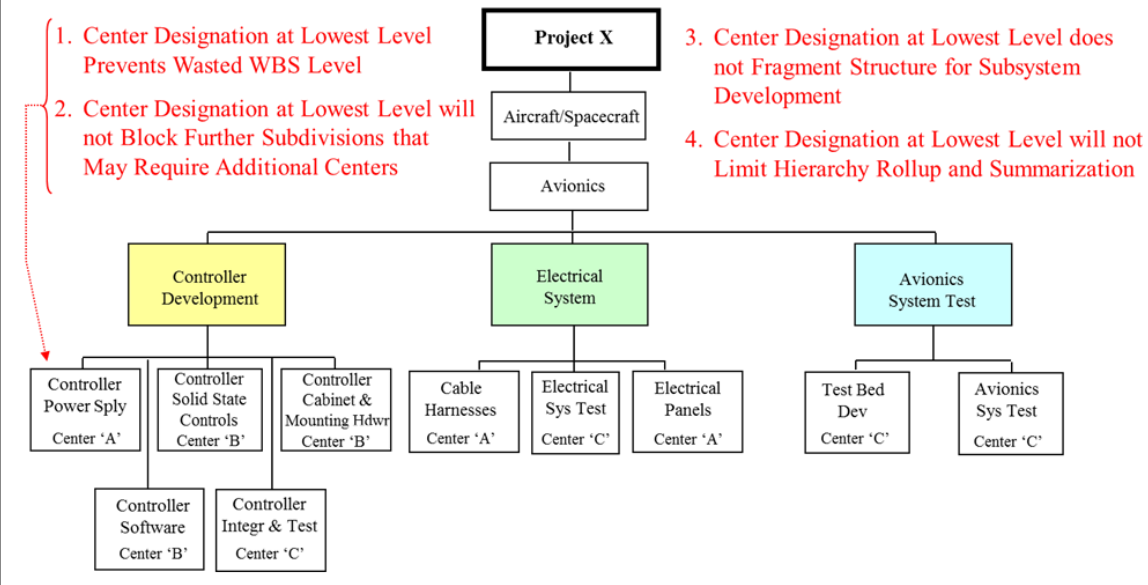 1. Center Designation at Lowest Level
Prevents Wasted WBS Level
2. Center Designation at Lowest Level will
not Block Further Subdivisions that
May Require Additional Centers
Project X
3. Center Designation at Lowest Level does
not Fragment Structure for Subsystem
Development
4. Center Designation at Lowest Level will not
Limit Hierarchy Rollup and Summarization
Aircraft/Spacecraft
Avionics
Controller
Development
Electrical
System
Avionics
System Test
Controller
Power Sply
Center ‘A’
Controller
Solid State
Controls
Center ‘B’
Controller
Cabinet &
Mounting Hdwr
Center ‘B’
Cable
Harnesses
Center ‘A’
Electrical
Sys Test
Center ‘C’
Electrical
Panels
Center ‘A’
Test Bed
Dev
Center ‘C’
Avionics
Sys Test
Center ‘C’
Controller
Software
Center ‘B’
Controller
Integr & Test
Center ‘C’